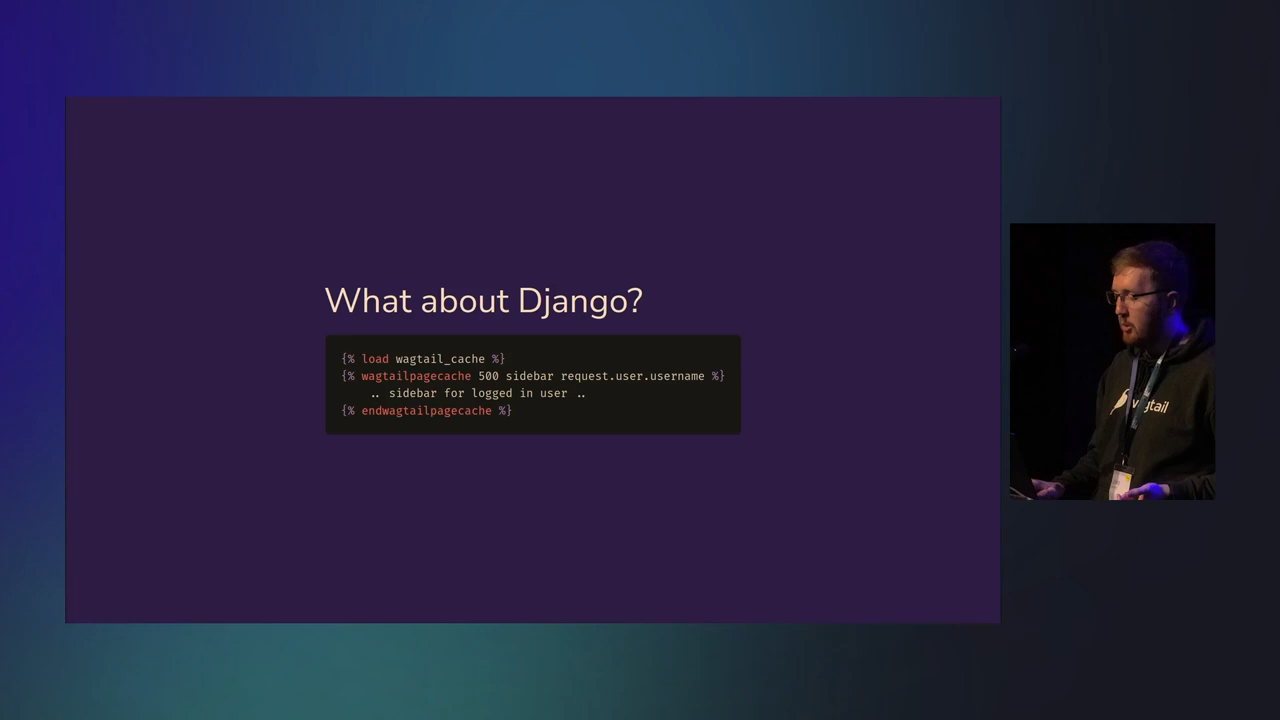 What about Django?
{% load wagtail_cache %}
{% wagtailpagecache 500 sidebar request.user.username %}
.. sidebar for logged in user ..
{% endwagtailpagecache %}
wagtail